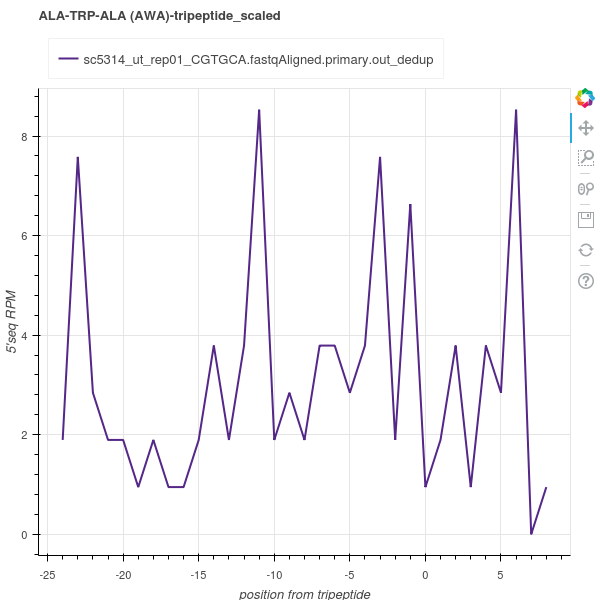 ALA-TRP-ALA (AWA)-tripeptide_scaled
sc5314_ut_rep01_CGTGCA.fastqAligned.primary.out_dedup
8
6
4
2
0
5'seq RPM
-25 -20 -15 -10 -5 0 5
position from tripeptide